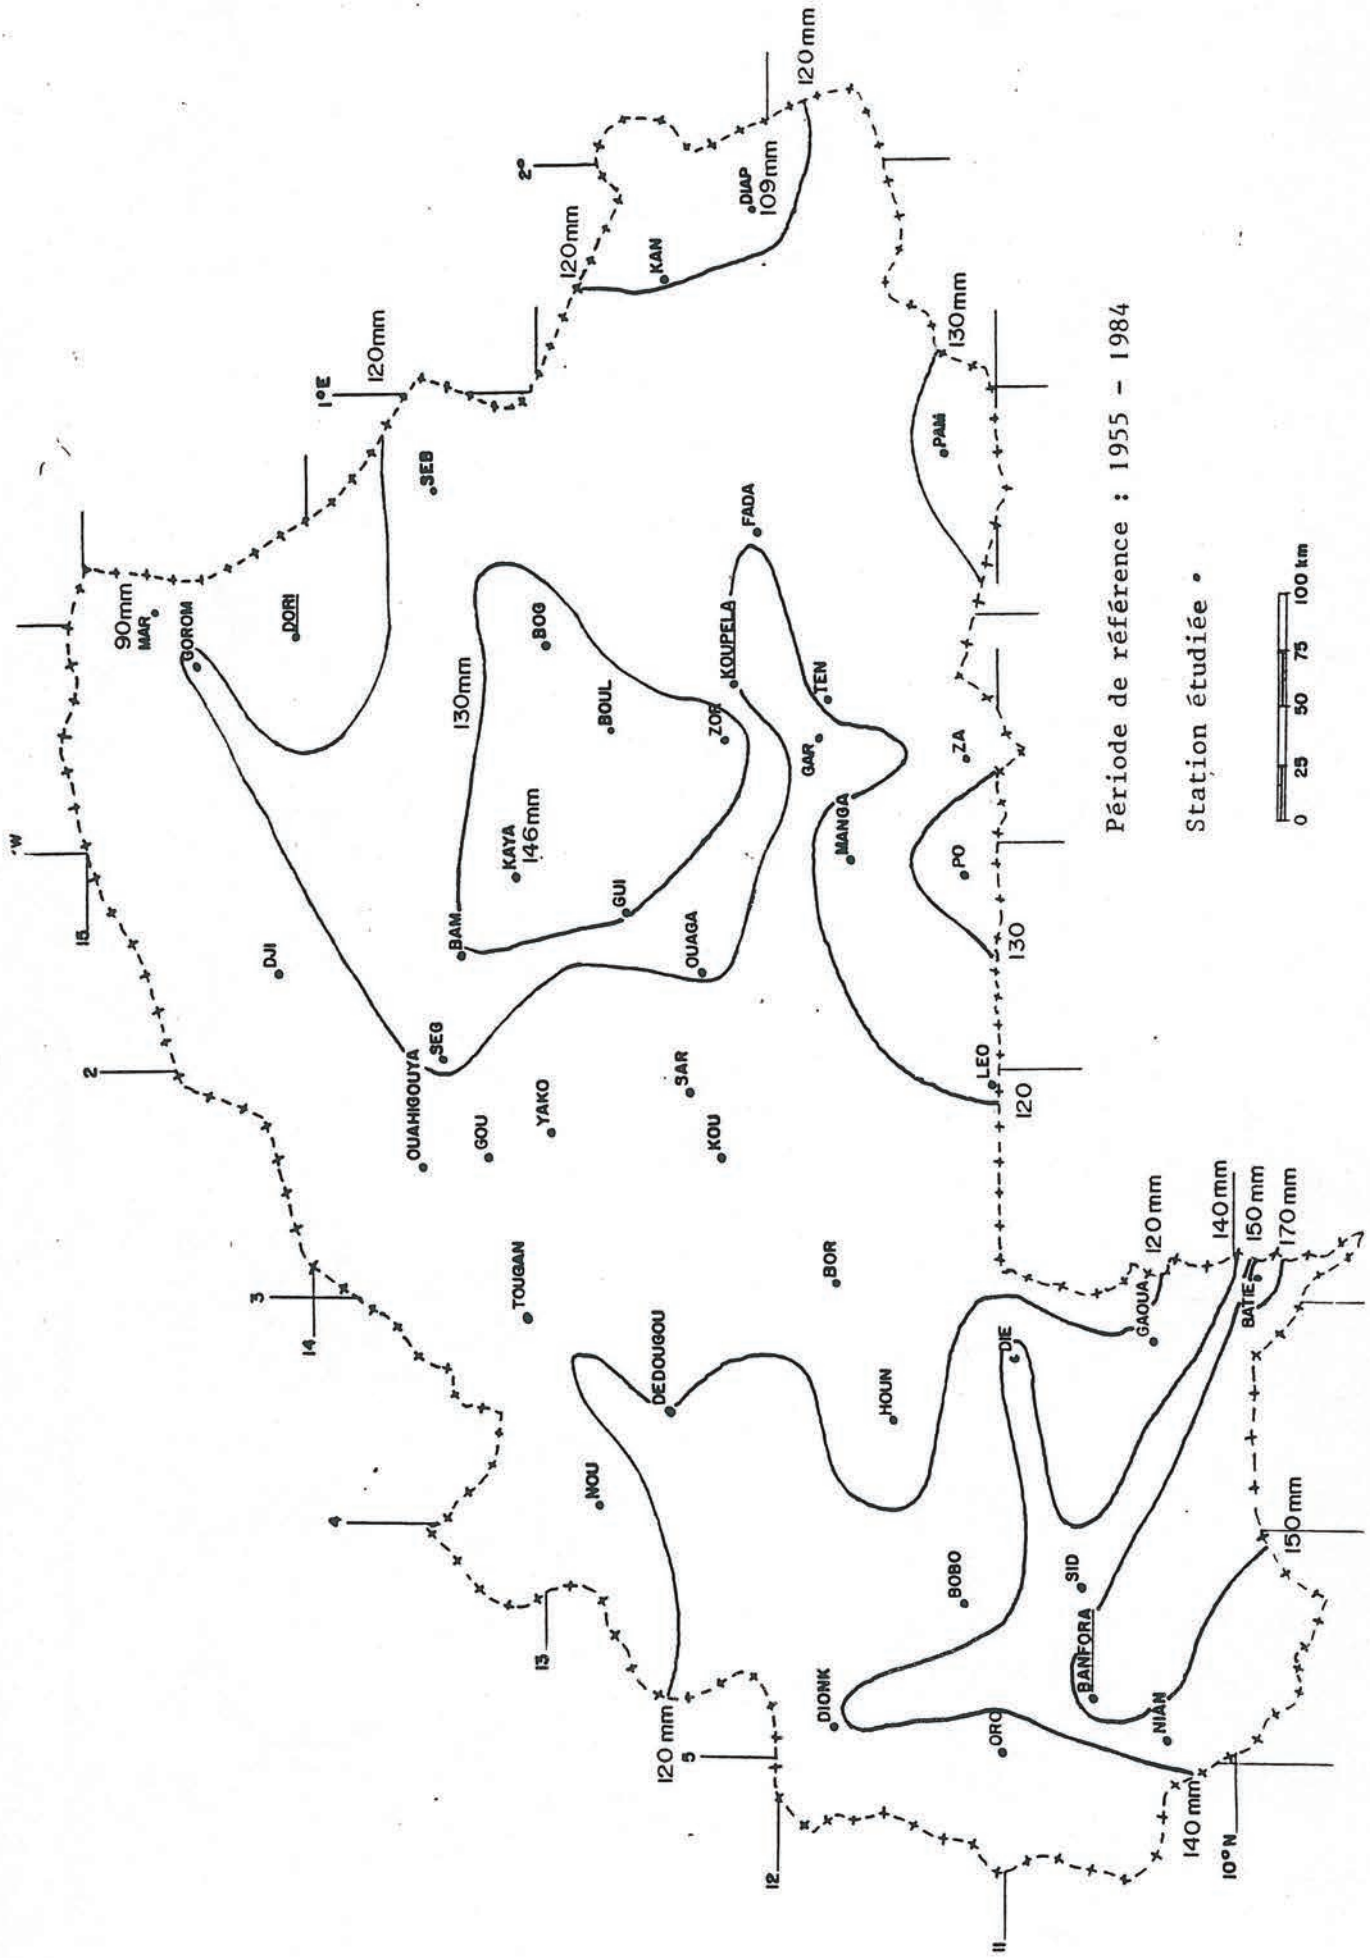 'W
15
90mm
MAR
GOROM
DORI
1°E
120mm
SEB
DJI
2
OUAHIGOUYA
SEG
GOU
YAKO
BAM
130mm
KAYA
146mm
BOG
BOUL
GUI
ZOR
KOUPELA
FADA
OUAGA
SAR
KOU
TEN
GAR
MANGA
ZA
PO
130
LEO
120
2°
120mm
KAN
DIAP
109mm
120mm
PAM
130mm
3
14
TOUGAN
DEDOUGOU
NOU
4
13
BOR
HOUN
DIE
GAOUA
120mm
140mm
150mm
170mm
BATIE
BOBO
SID
BANFORA
DIONK
ORO
NIAN
120 mm
5
12
11
140 mm
10°N
150mm
Période de référence : 1955 - 1984
Station étudiée •
0 25 50 75 100 km